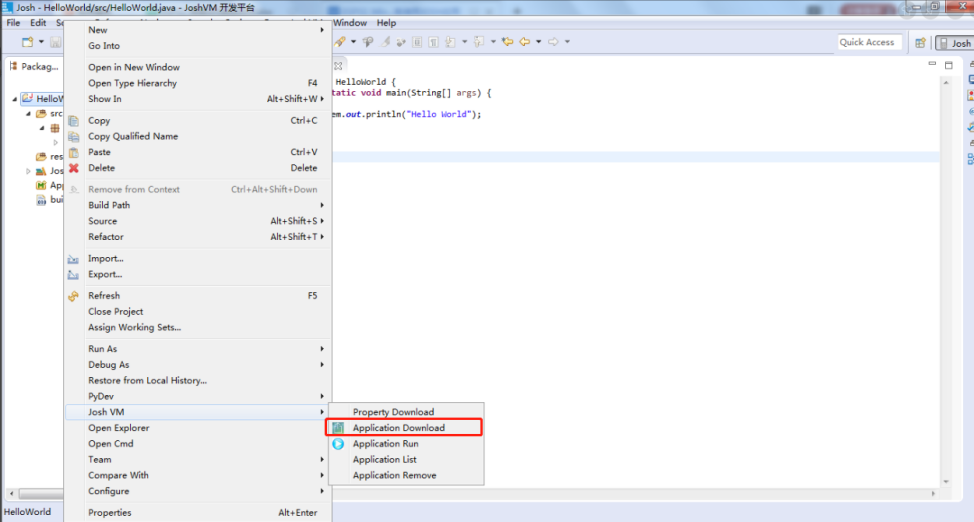 Josh - HelloWorld/src/HelloWorld.java - JoshVM 开发平台
File Edit Window Help
Quick Access Josh
Packag...
HelloW
src
res
Jos
App
bui
HelloWorld {
tatic void main(String[] args) {
em.out.println("Hello World");
New
Go Into
Open in New Window
Open Type Hierarchy F4
Show In Alt+Shift+W
Copy Ctrl+C
Copy Qualified Name
Paste Ctrl+V
Delete Delete
Remove from Context Ctrl+Alt+Shift+Down
Build Path
Source Alt+Shift+S
Refactor Alt+Shift+T
Import...
Export...
Refresh F5
Close Project
Assign Working Sets...
Run As
Debug As
Restore from Local History...
PyDev
Josh VM
Open Explorer
Open Cmd
Team
Compare With
Configure
Properties Alt+Enter
Property Download
Application Download
Application Run
Application List
Application Remove
HelloWorld